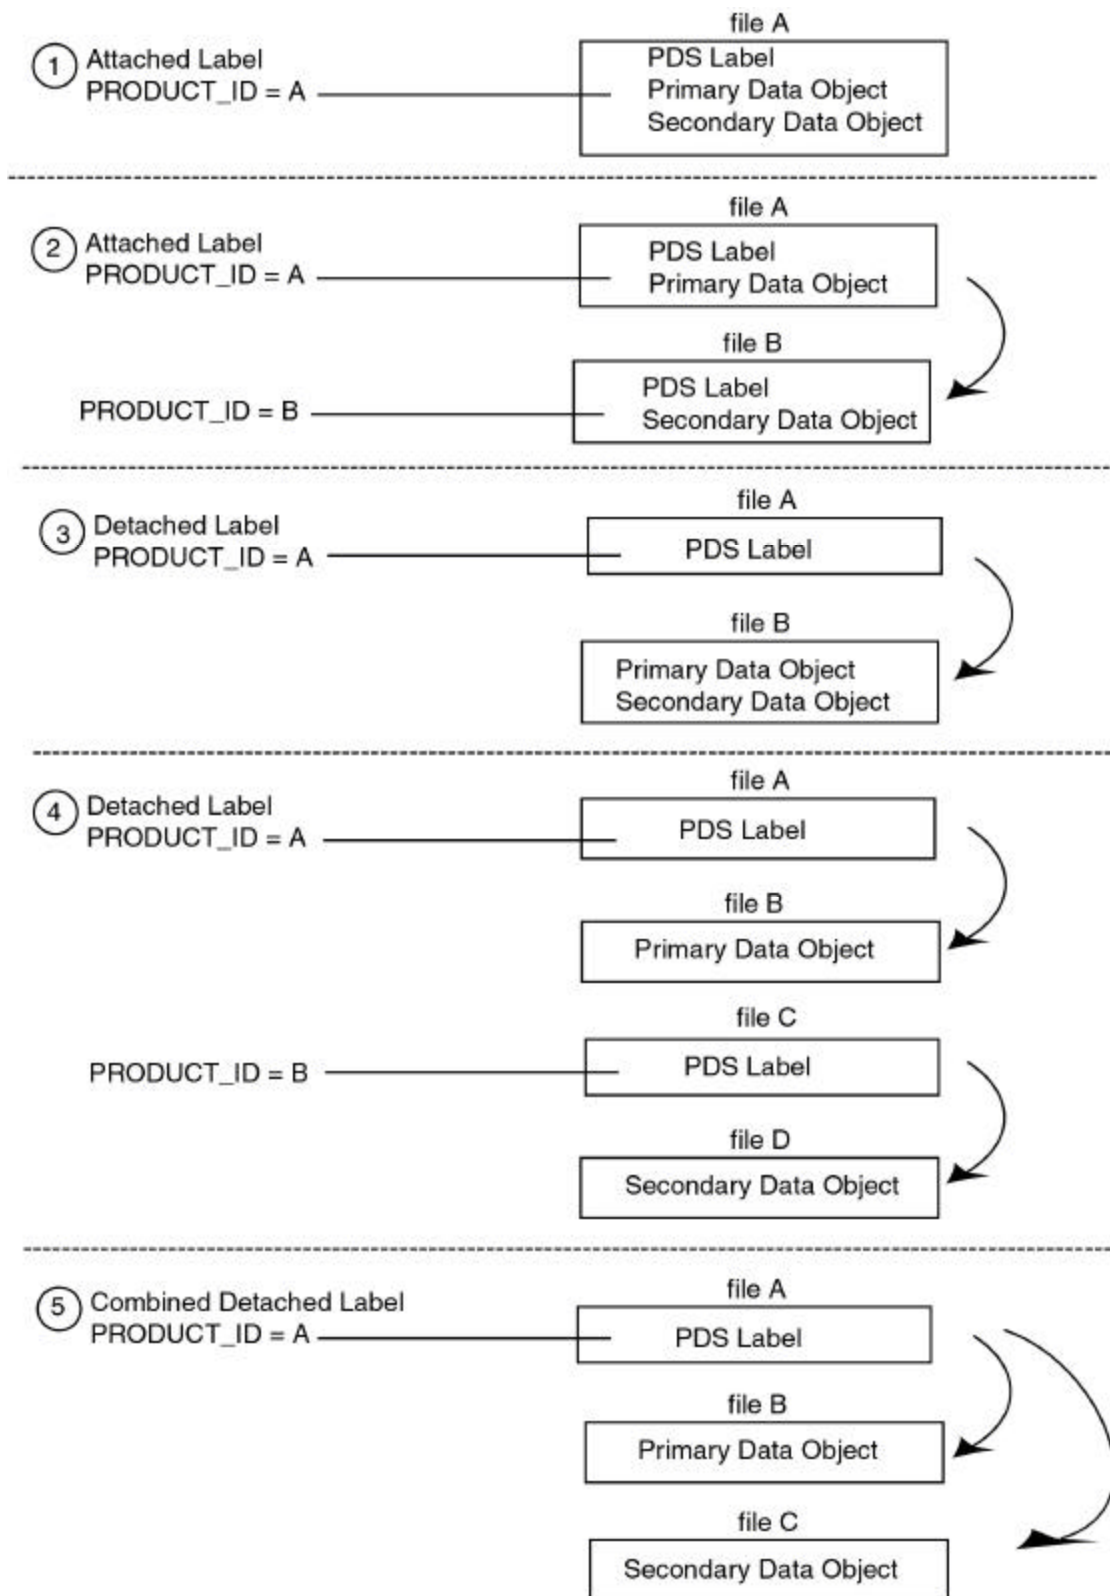 file A
1 Attached Label
PRODUCT_ID = A
PDS Label
Primary Data Object
Secondary Data Object
file A
2 Attached Label
PRODUCT_ID = A
PDS Label
Primary Data Object
file B
PRODUCT_ID = B
PDS Label
Secondary Data Object
file A
3 Detached Label
PRODUCT_ID = A
PDS Label
file B
Primary Data Object
Secondary Data Object
file A
4 Detached Label
PRODUCT_ID = A
PDS Label
file B
Primary Data Object
file C
PRODUCT_ID = B
PDS Label
file D
Secondary Data Object
file A
5 Combined Detached Label
PRODUCT_ID = A
PDS Label
file B
Primary Data Object
file C
Secondary Data Object